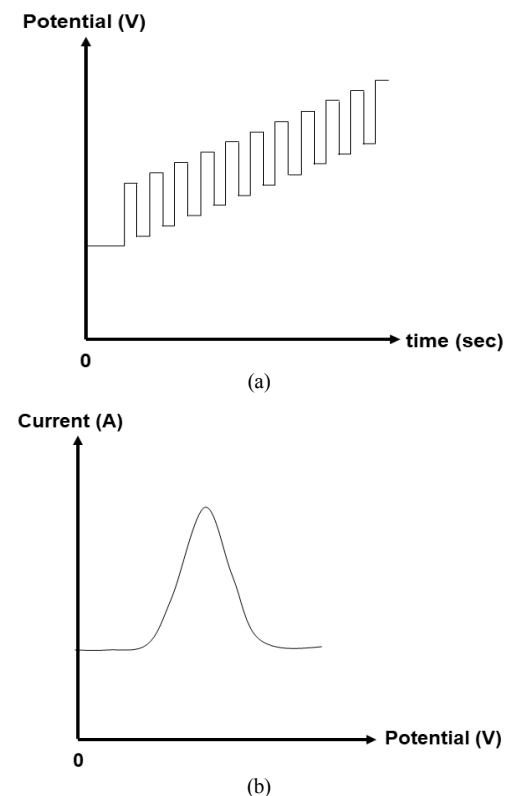 Potential (V)
0
time (sec)
(a)
Current (A)
Potential (V)
0
(b)